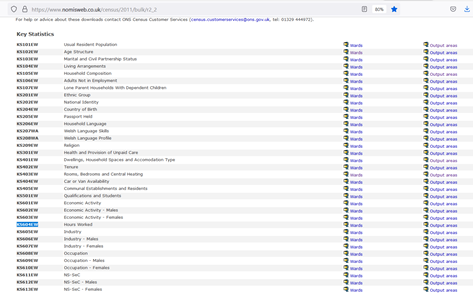 https://www.nomisweb.co.uk/census/2011/bulk/r2_2 80%
For help or advice about these downloads contact ONS Census Customer Services (census.customerservices@ons.gov.uk, tel: 01329 444972).
Key Statistics
KS101EW Usual Resident Population Wards Output areas
KS102EW Age Structure Wards Output areas
KS103EW Marital and Civil Partnership Status Wards Output areas
KS104EW Living Arrangements Wards Output areas
KS105EW Household Composition Wards Output areas
KS106EW Adults Not in Employment Wards Output areas
KS107EW Lone Parent Households With Dependent Children Wards Output areas
KS201EW Ethnic Group Wards Output areas
KS202EW National Identity Wards Output areas
KS204EW Country of Birth Wards Output areas
KS205EW Passport Held Wards Output areas
KS206EW Household Language Wards Output areas
KS207WA Welsh Language Skills Wards Output areas
KS208WA Welsh Language Profile Wards Output areas
KS209EW Religion Wards Output areas
KS301EW Health and Provision of Unpaid Care Wards Output areas
KS401EW Dwellings, Household Spaces and Accomodation Type Wards Output areas
KS402EW Tenure Wards Output areas
KS403EW Rooms, Bedrooms and Central Heating Wards Output areas
KS404EW Car or Van Availability Wards Output areas
KS405EW Communal Establishments and Residents Wards Output areas
KS501EW Qualifications and Students Wards Output areas
KS601EW Economic Activity Wards Output areas
KS602EW Economic Activity - Males Wards Output areas
KS603EW Economic Activity - Females Wards Output areas
KS604EW Hours Worked Wards Output areas
KS605EW Industry Wards Output areas
KS606EW Industry - Males Wards Output areas
KS607EW Industry - Females Wards Output areas
KS608EW Occupation Wards Output areas
KS609EW Occupation - Males Wards Output areas
KS610EW Occupation - Females Wards Output areas
KS611EW NS-SeC Wards Output areas
KS612EW NS-SeC - Males Wards Output areas
KS613EW NS-SeC - Females Wards Output areas